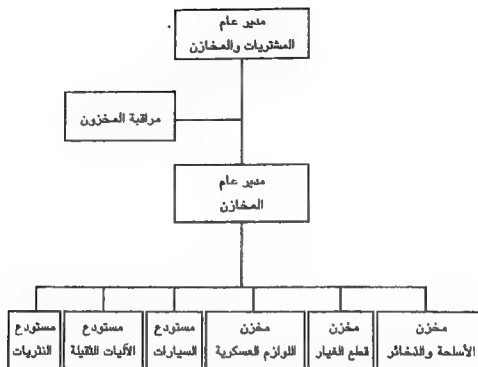 مدير عام
المشتريات والمخازن
مراقبة المخزون
مدير عام
المخازن
مخزن
الأسلحة والذخائر
مخزن
قطع الغيار
مخزن
اللوازم العسكرية
مستودع
السيارات
مستودع
الآليات الثقيلة
مستودع
النثريات